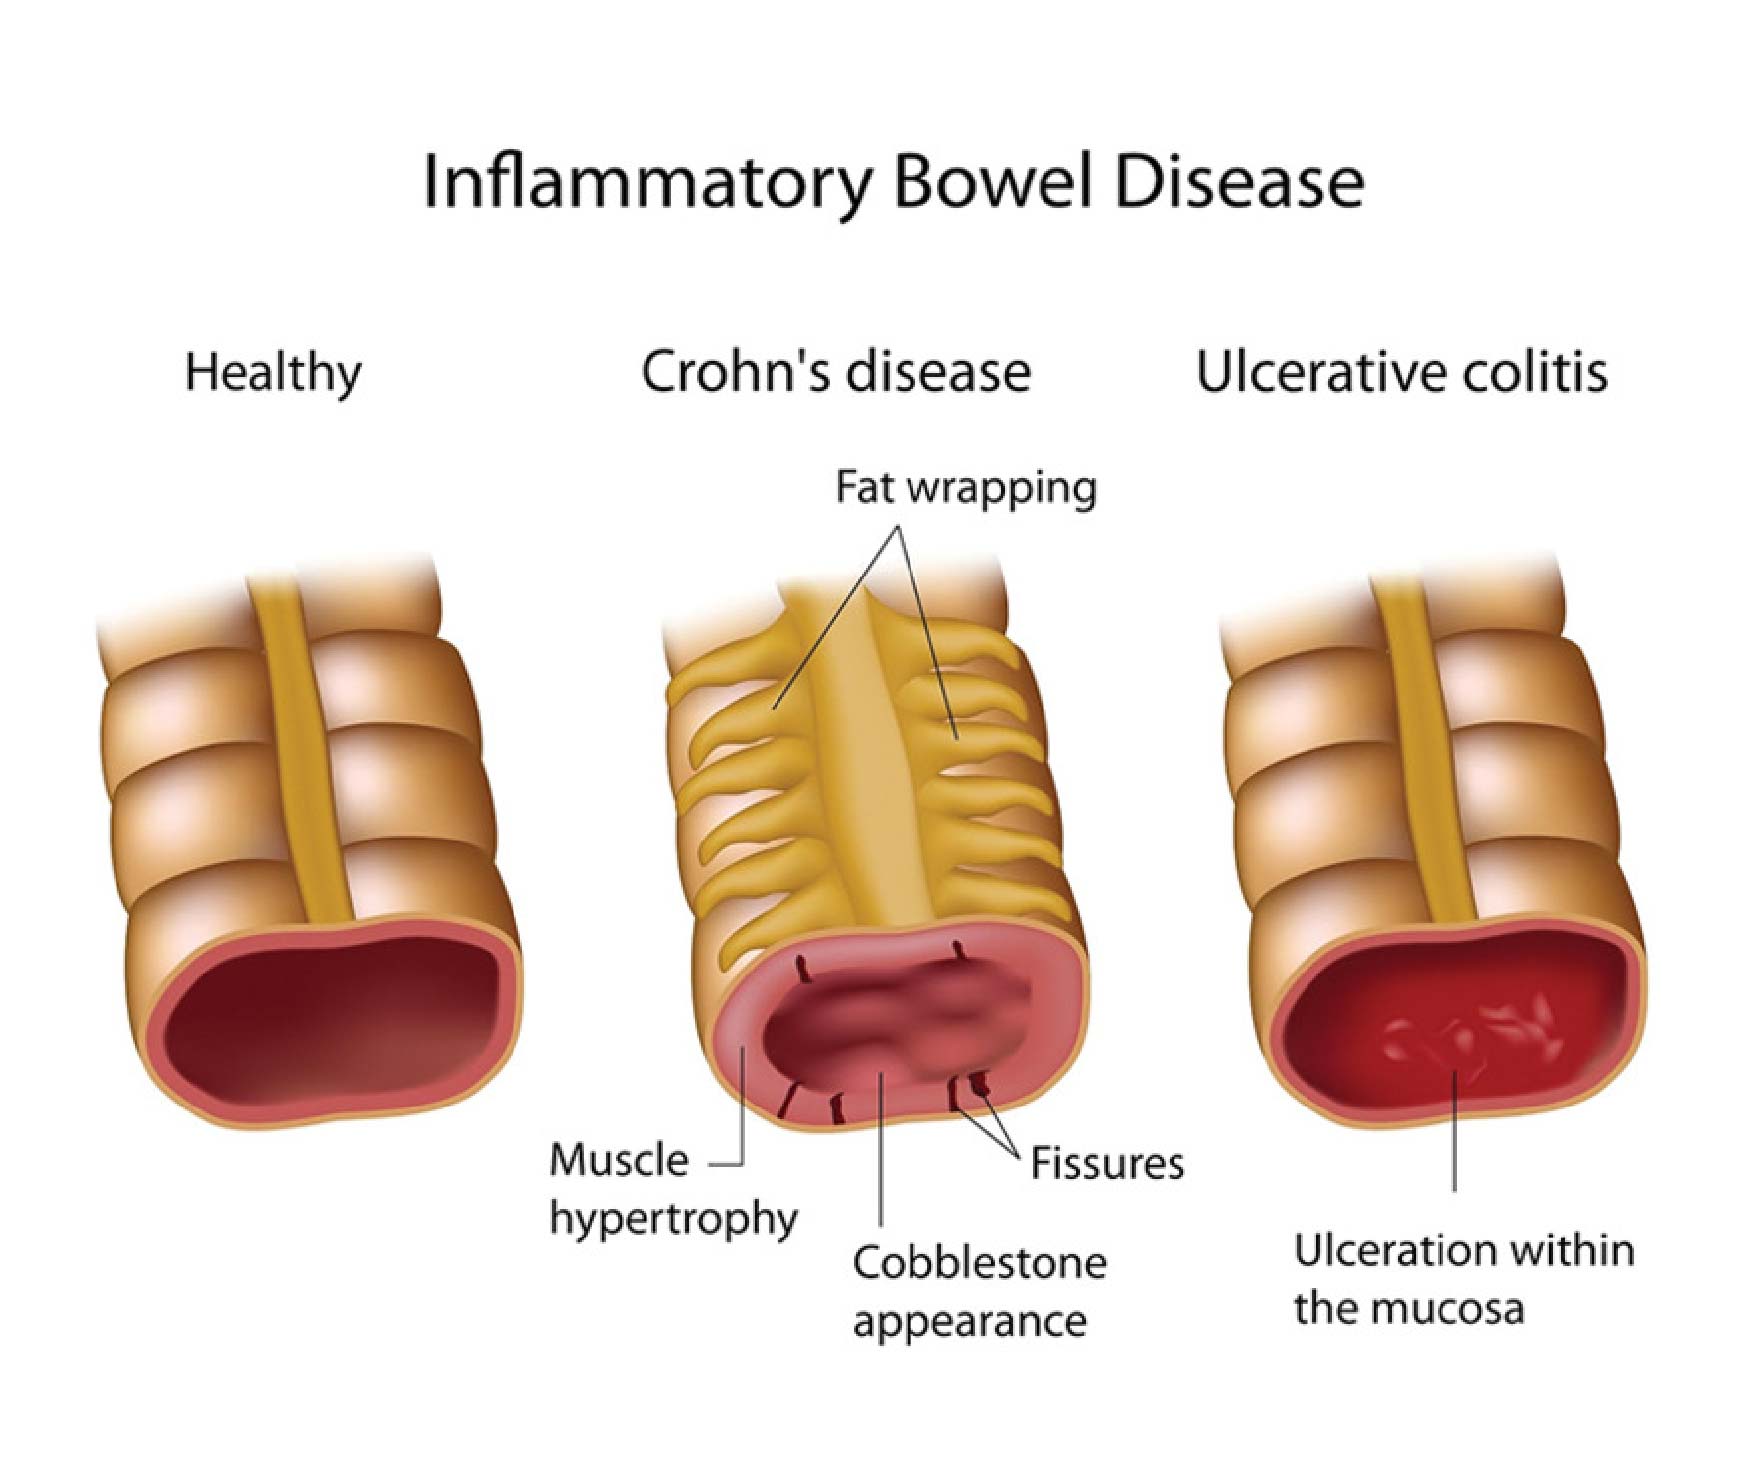 Inflammatory Bowel Disease
Healthy
Crohn's disease
Ulcerative colitis
Fat wrapping
Muscle
hypertrophy
Cobblestone
appearance
Fissures
Ulceration within
the mucosa